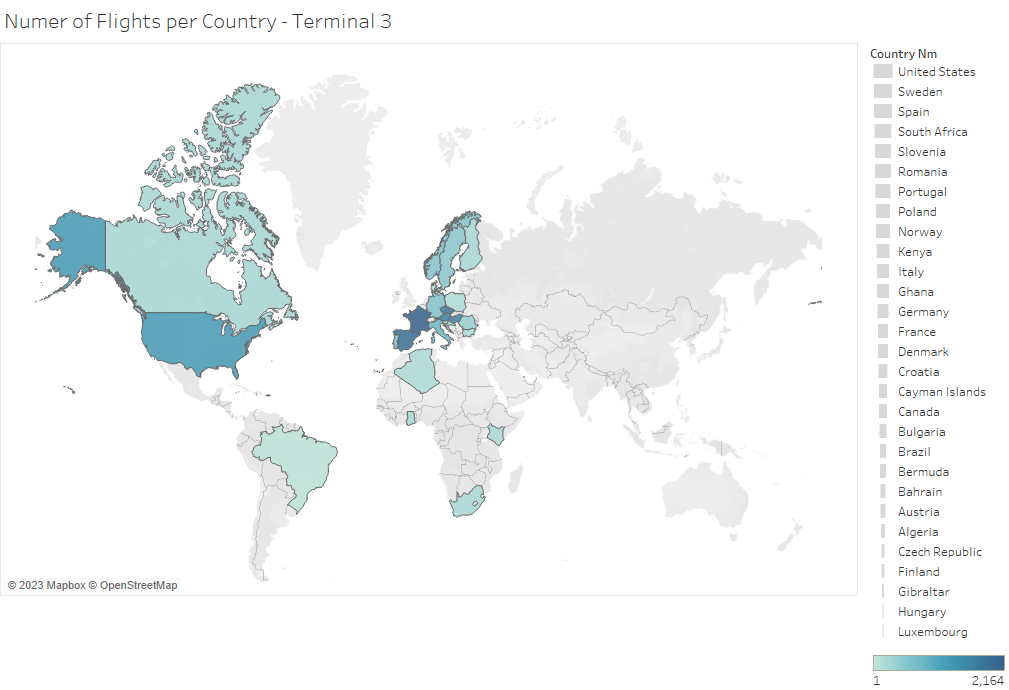 Numer of Flights per Country - Terminal 3
Country Nm
United States
Sweden
Spain
South Africa
Slovenia
Romania
Portugal
Poland
Norway
Kenya
Italy
Ghana
Germany
France
Denmark
Croatia
Cayman Islands
Canada
Bulgaria
Brazil
Bermuda
Bahrain
Austria
Algeria
Czech Republic
Finland
Gibraltar
Hungary
Luxembourg
© 2023 Mapbox © OpenStreetMap
1 2,164